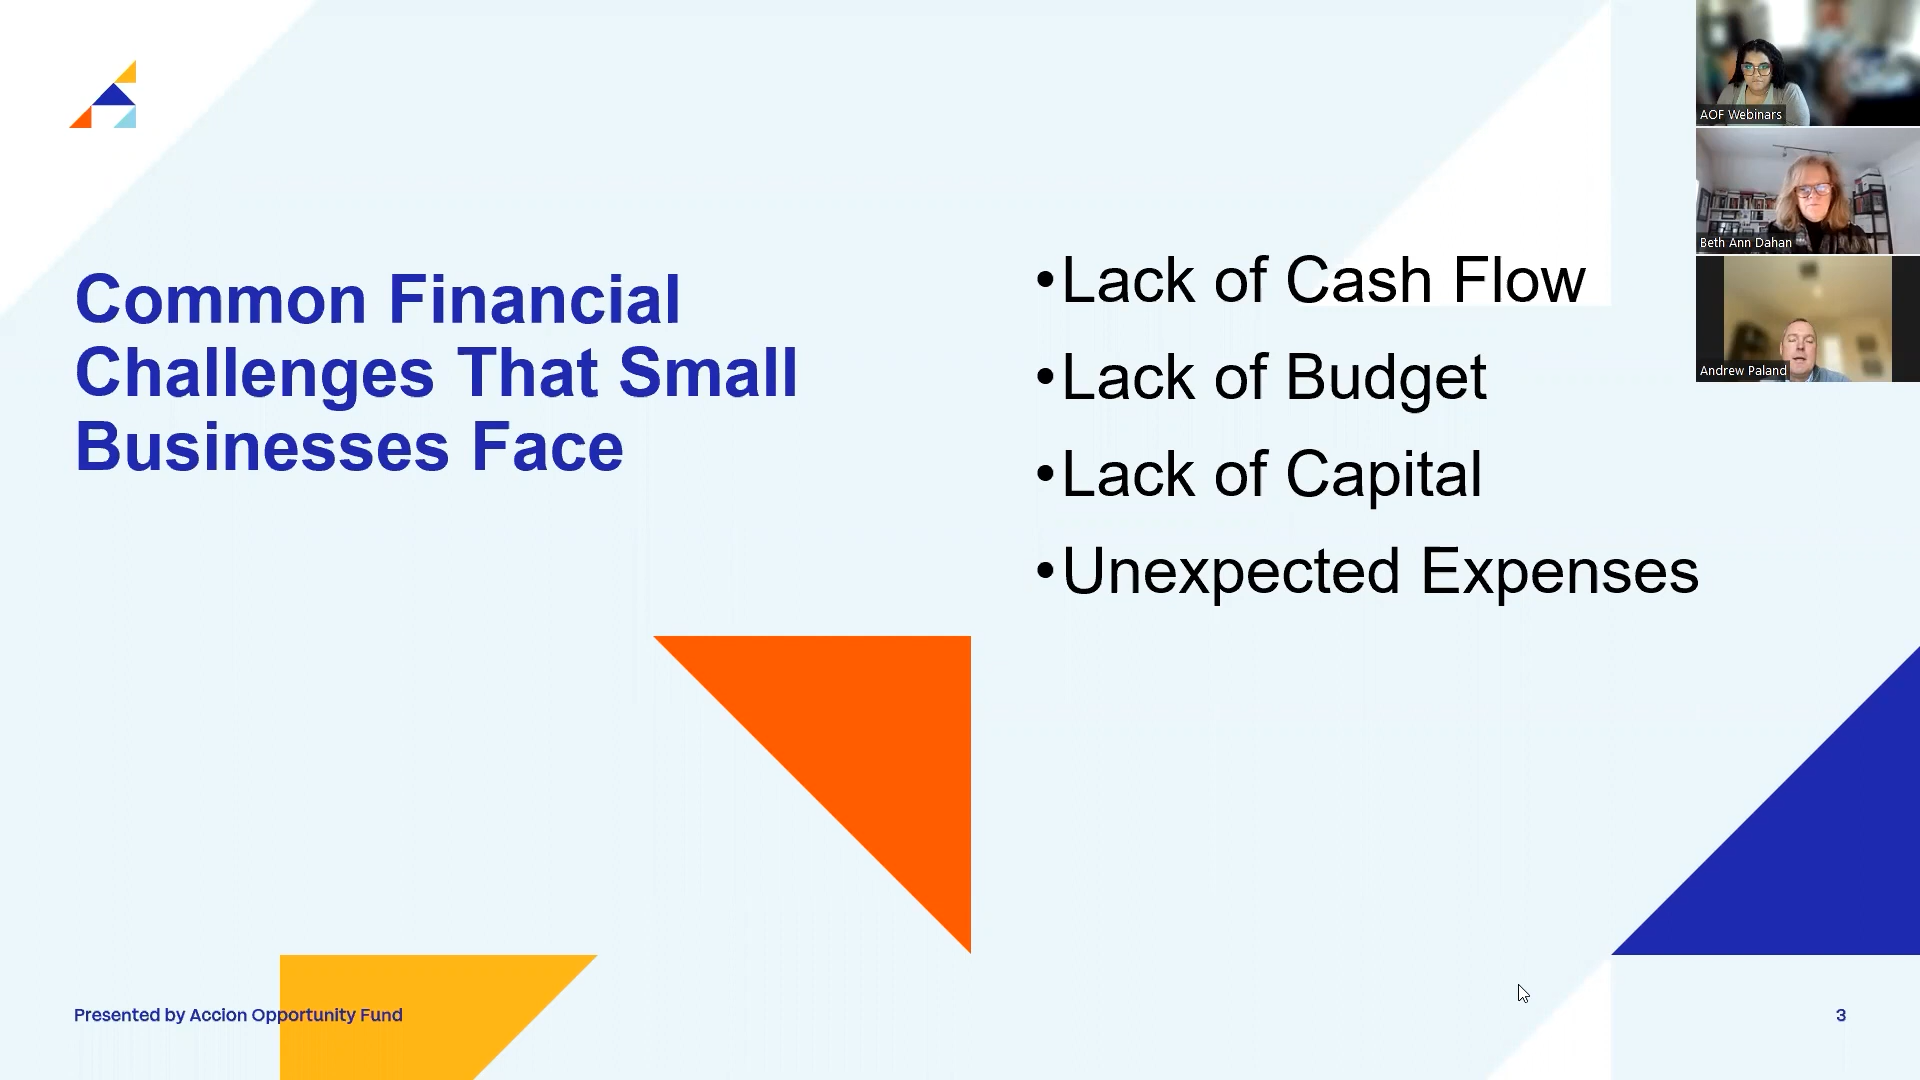 Common Financial
Challenges That Small
Businesses Face
•Lack of Cash Flow
•Lack of Budget
•Lack of Capital
•Unexpected Expenses
AOF Webinars
Beth Ann Dahan
Andrew Paland
Presented by Accion Opportunity Fund
3